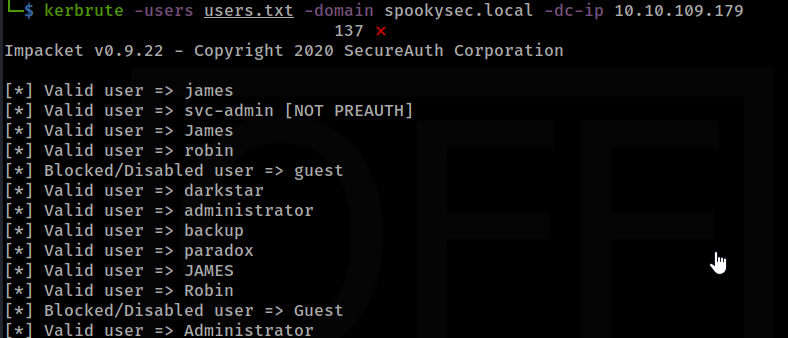 └─$ kerbrute -users users.txt -domain spookysec.local -dc-ip 10.10.109.179
137 ⨯
Impacket v0.9.22 - Copyright 2020 SecureAuth Corporation
[*] Valid user => james
[*] Valid user => svc-admin [NOT PREAUTH]
[*] Valid user => James
[*] Valid user => robin
[*] Blocked/Disabled user => guest
[*] Valid user => darkstar
[*] Valid user => administrator
[*] Valid user => backup
[*] Valid user => paradox
[*] Valid user => JAMES
[*] Valid user => Robin
[*] Blocked/Disabled user => Guest
[*] Valid user => Administrator